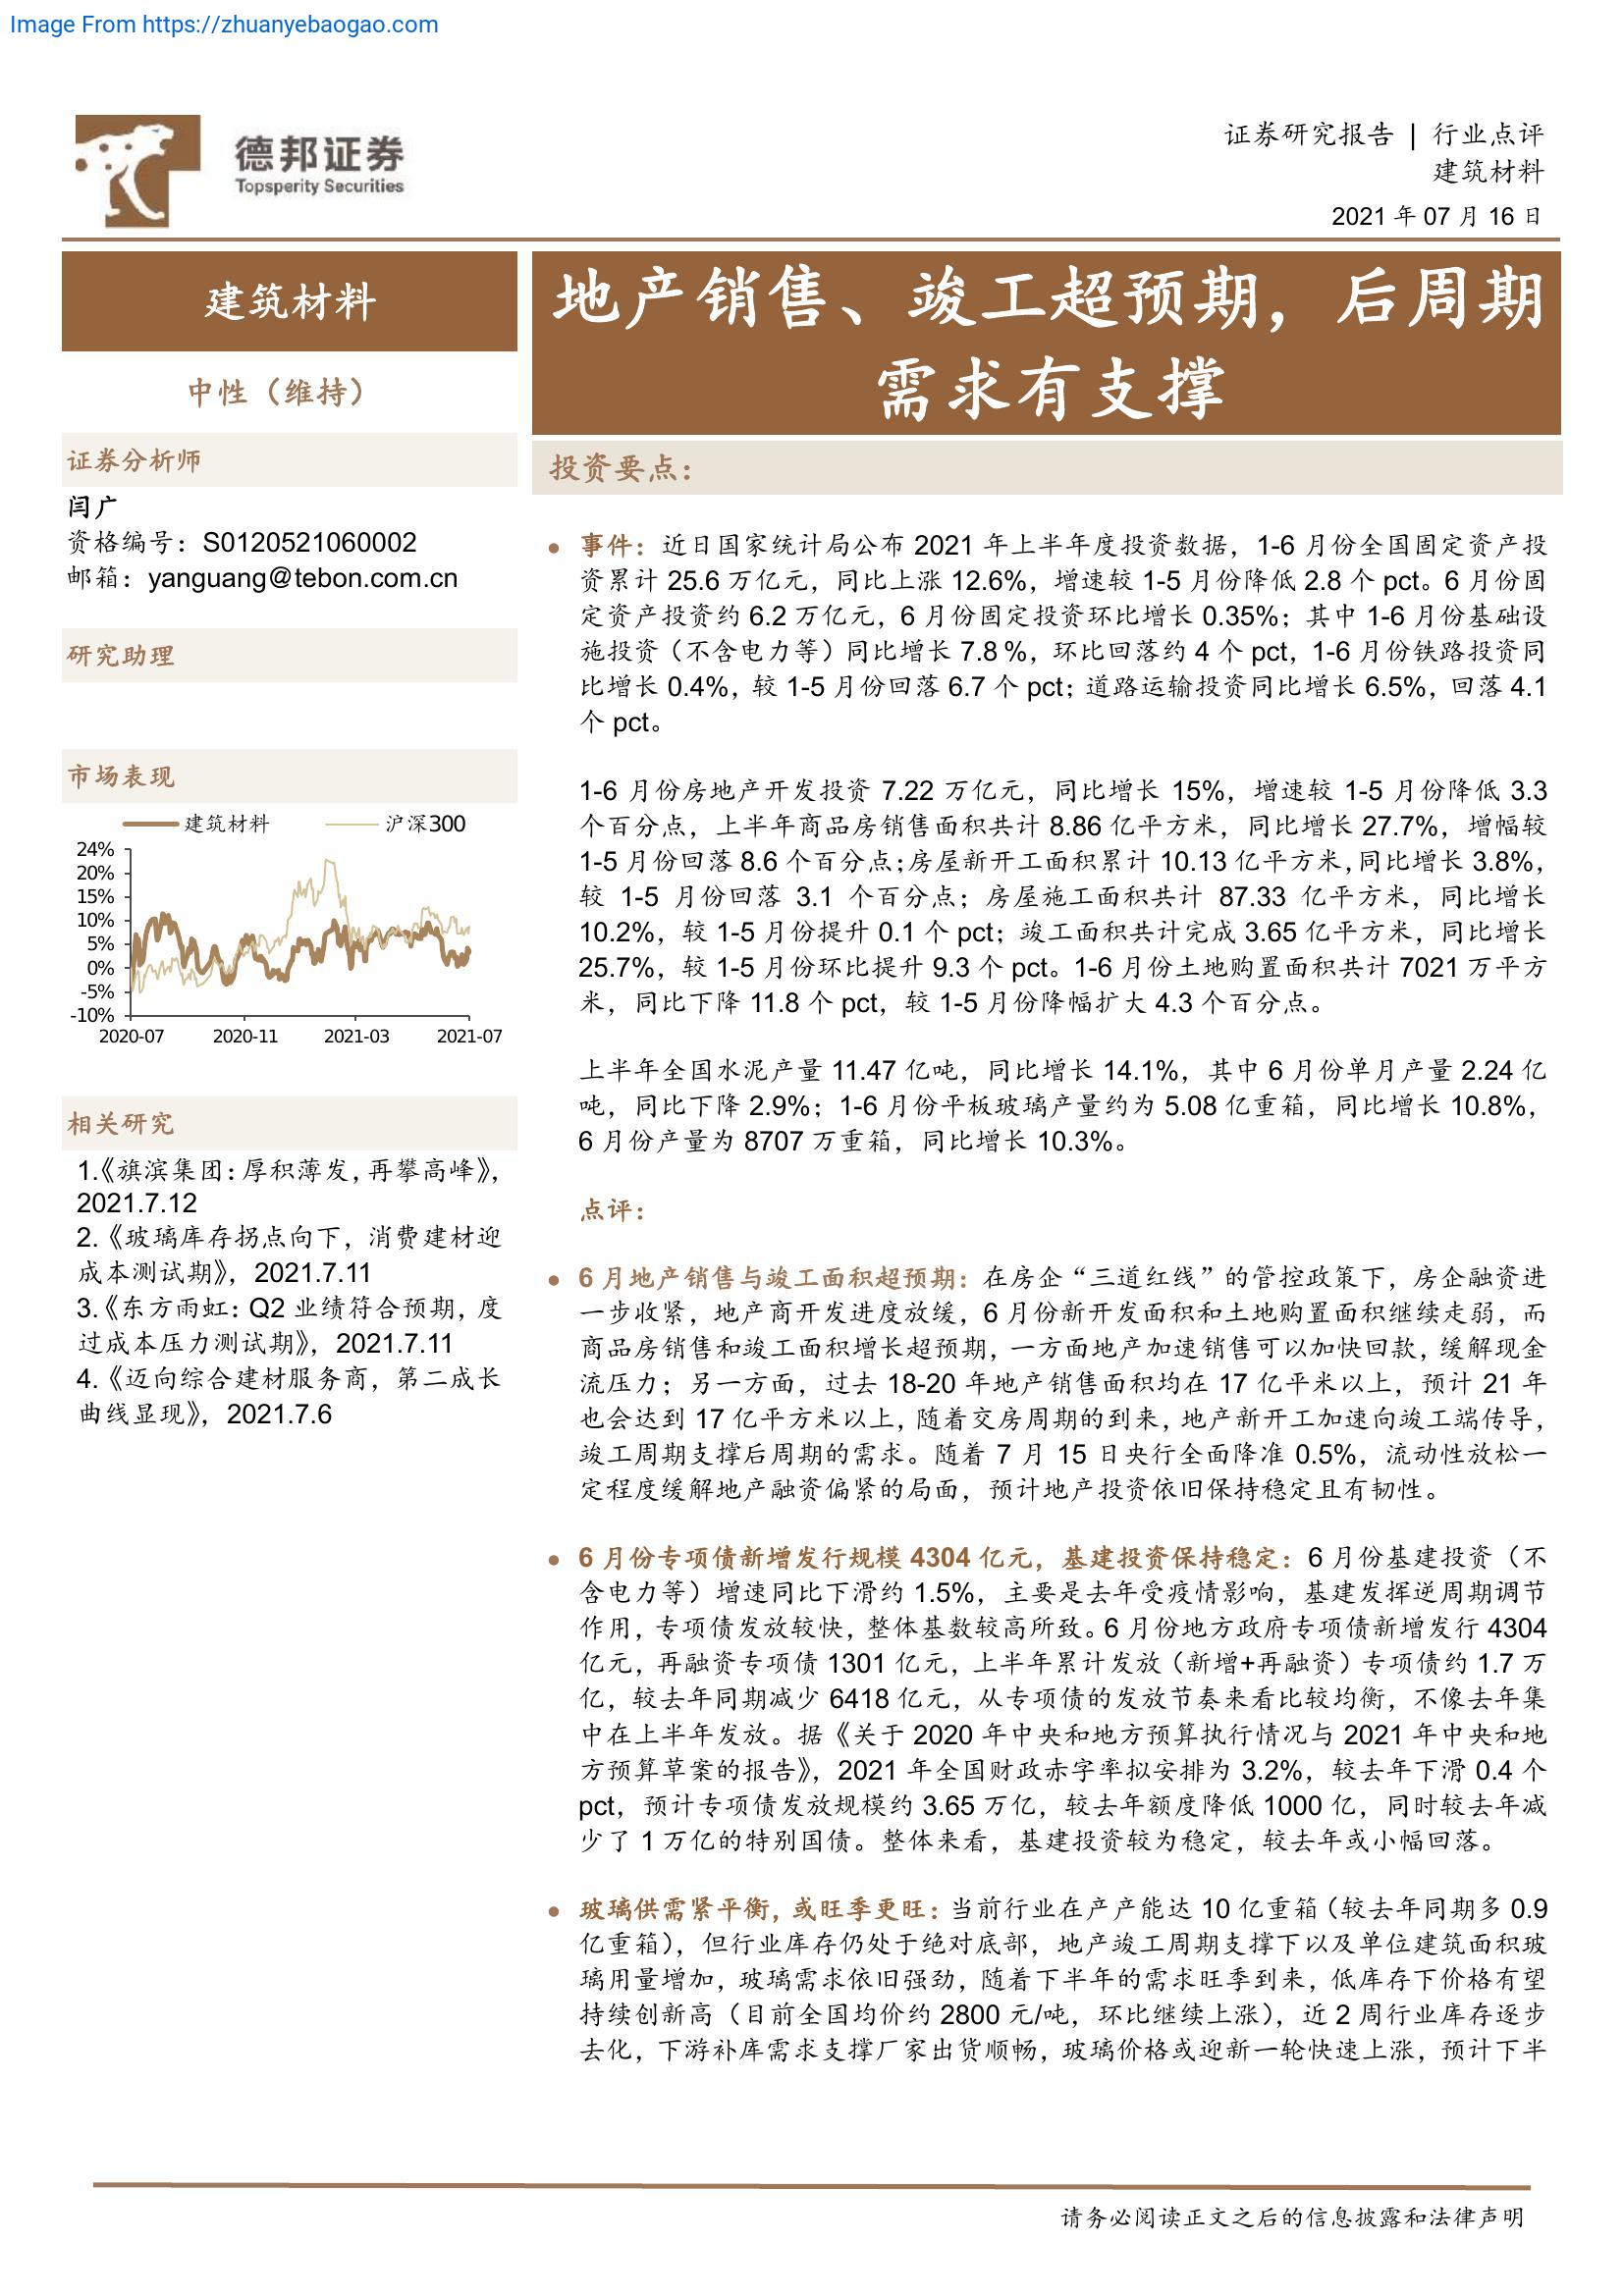 Image From https://zhuanyebaogao.com
德邦证券
Topsperity Securities
证券研究报告 | 行业点评
建筑材料
2021 年 07 月 16 日
建筑材料
中性（维持）
证券分析师
闫广
资格编号：S0120521060002
邮箱：yanguang@tebon.com.cn
研究助理
市场表现
建筑材料
沪深300
24%
20%
15%
10%
5%
0%
-5%
-10%
2020-07
2020-11
2021-03
2021-07
相关研究
1.《旗滨集团：厚积薄发，再攀高峰》，
2021.7.12
2.《玻璃库存拐点向下，消费建材迎
成本测试期》，2021.7.11
3.《东方雨虹：Q2 业绩符合预期，度
过成本压力测试期》，2021.7.11
4.《迈向综合建材服务商，第二成长
曲线显现》，2021.7.6
地产销售、竣工超预期，后周期
需求有支撑
投资要点：
● 事件：近日国家统计局公布 2021 年上半年度投资数据，1-6 月份全国固定资产投
资累计 25.6 万亿元，同比上涨 12.6%，增速较 1-5 月份降低 2.8 个 pct。6 月份固
定资产投资约 6.2 万亿元，6 月份固定投资环比增长 0.35%；其中 1-6 月份基础设
施投资（不含电力等）同比增长 7.8 %，环比回落约 4 个 pct，1-6 月份铁路投资同
比增长 0.4%，较 1-5 月份回落 6.7 个 pct；道路运输投资同比增长 6.5%，回落 4.1
个 pct。
1-6 月份房地产开发投资 7.22 万亿元，同比增长 15%，增速较 1-5 月份降低 3.3
个百分点，上半年商品房销售面积共计 8.86 亿平方米，同比增长 27.7%，增幅较
1-5 月份回落 8.6 个百分点；房屋新开工面积累计 10.13 亿平方米，同比增长 3.8%，
较 1-5 月份回落 3.1 个百分点；房屋施工面积共计 87.33 亿平方米，同比增长
10.2%，较 1-5 月份提升 0.1 个 pct；竣工面积共计完成 3.65 亿平方米，同比增长
25.7%，较 1-5 月份环比提升 9.3 个 pct。1-6 月份土地购置面积共计 7021 万平方
米，同比下降 11.8 个 pct，较 1-5 月份降幅扩大 4.3 个百分点。
上半年全国水泥产量 11.47 亿吨，同比增长 14.1%，其中 6 月份单月产量 2.24 亿
吨，同比下降 2.9%；1-6 月份平板玻璃产量约为 5.08 亿重箱，同比增长 10.8%，
6 月份产量为 8707 万重箱，同比增长 10.3%。
点评：
● 6 月地产销售与竣工面积超预期：在房企“三道红线”的管控政策下，房企融资进
一步收紧，地产商开发进度放缓，6 月份新开发面积和土地购置面积继续走弱，而
商品房销售和竣工面积增长超预期，一方面地产加速销售可以加快回款，缓解现金
流压力；另一方面，过去 18-20 年地产销售面积均在 17 亿平米以上，预计 21 年
也会达到 17 亿平方米以上，随着交房周期的到来，地产新开工加速向竣工端传导，
竣工周期支撑后周期的需求。随着 7 月 15 日央行全面降准 0.5%，流动性放松一
定程度缓解地产融资偏紧的局面，预计地产投资依旧保持稳定且有韧性。
● 6 月份专项债新增发行规模 4304 亿元，基建投资保持稳定：6 月份基建投资（不
含电力等）增速同比下滑约 1.5%，主要是去年受疫情影响，基建发挥逆周期调节
作用，专项债发放较快，整体基数较高所致。6 月份地方政府专项债新增发行 4304
亿元，再融资专项债 1301 亿元，上半年累计发放（新增+再融资）专项债约 1.7 万
亿，较去年同期减少 6418 亿元，从专项债的发放节奏来看比较均衡，不像去年集
中在上半年发放。据《关于 2020 年中央和地方预算执行情况与 2021 年中央和地
方预算草案的报告》，2021 年全国财政赤字率拟安排为 3.2%，较去年下滑 0.4 个
pct，预计专项债发放规模约 3.65 万亿，较去年额度降低 1000 亿，同时较去年减
少了 1 万亿的特别国债。整体来看，基建投资较为稳定，较去年或小幅回落。
● 玻璃供需紧平衡，或旺季更旺：当前行业在产产能达 10 亿重箱（较去年同期多 0.9
亿重箱），但行业库存仍处于绝对底部，地产竣工周期支撑下以及单位建筑面积玻
璃用量增加，玻璃需求依旧强劲，随着下半年的需求旺季到来，低库存下价格有望
持续创新高（目前全国均价约 2800 元/吨，环比继续上涨），近 2 周行业库存逐步
去化，下游补库需求支撑厂家出货顺畅，玻璃价格或迎新一轮快速上涨，预计下半
请务必阅读正文之后的信息披露和法律声明